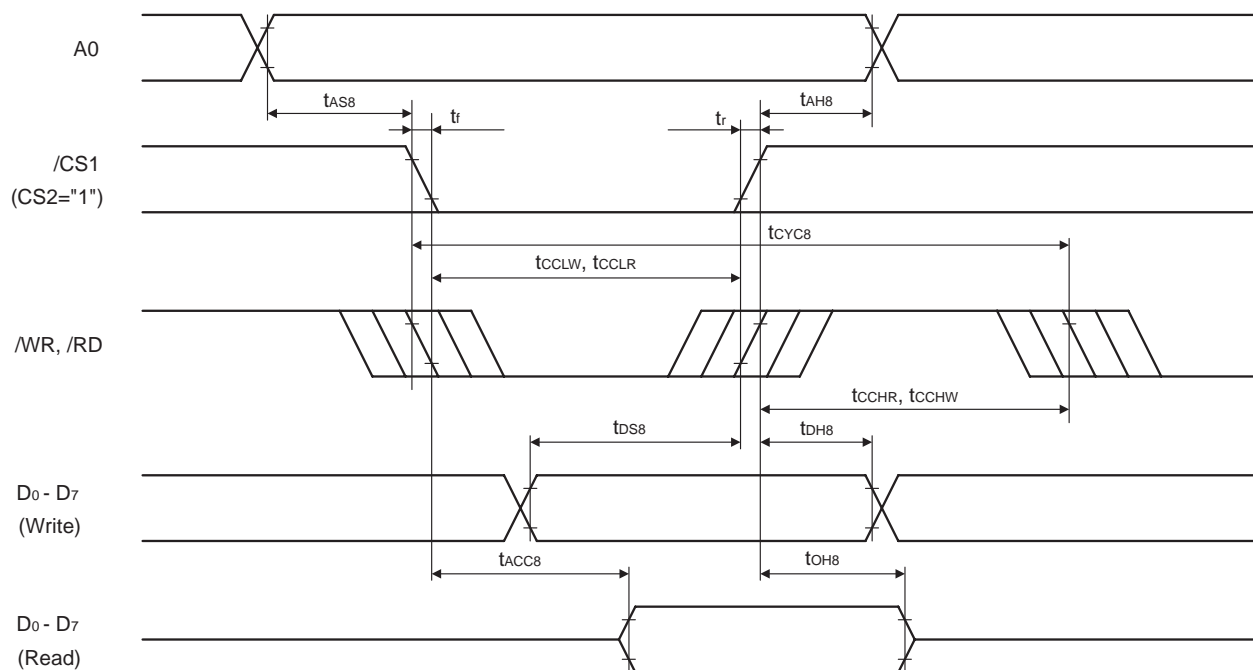 A0
tAS8
tAH8
tf
tr
/CS1
(CS2="1")
tCYC8
tCCLW, tCCLR
/WR, /RD
tCCHR, tCCHW
tDS8
tDH8
D0 - D7
(Write)
tACC8
tOH8
D0 - D7
(Read)